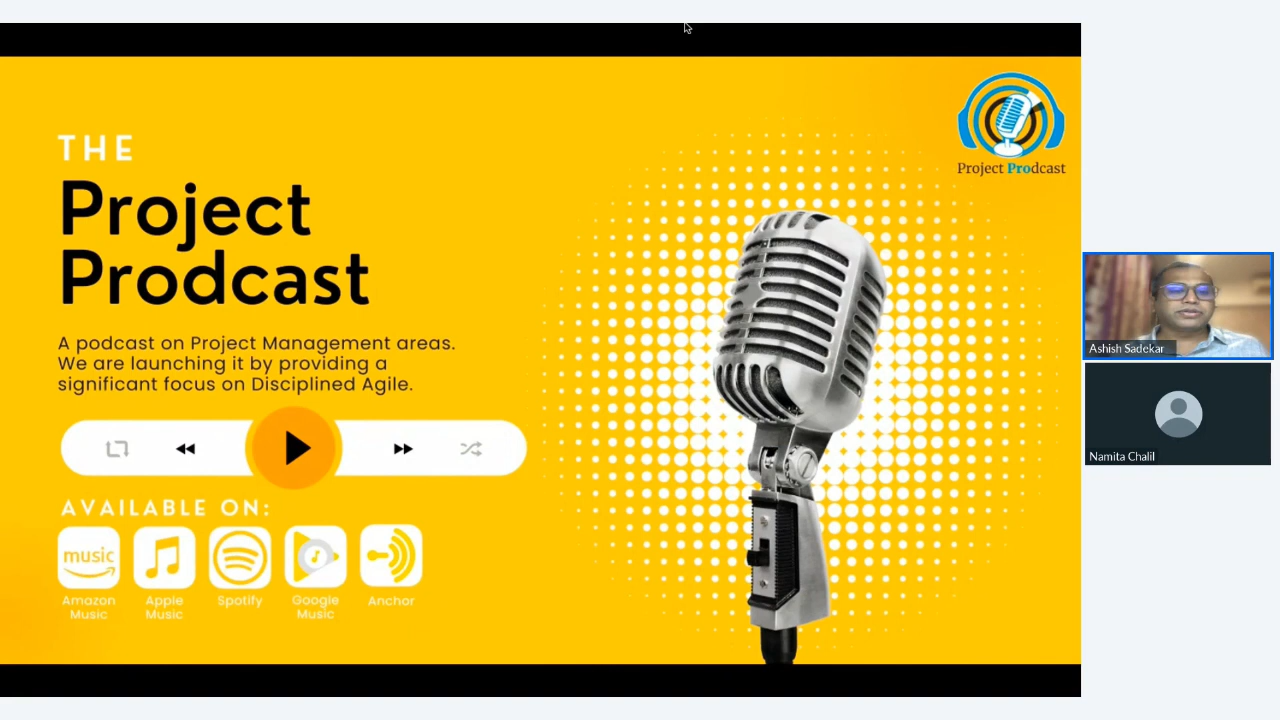 THE
Project
Prodcast
A podcast on Project Management areas.
We are launching it by providing a
significant focus on Disciplined Agile.
AVAILABLE ON:
music
Amazon
Music
Apple
Music
Spotify
Google
Music
Anchor
Project Prodcast
Ashish Sadekar
Namita Chalil